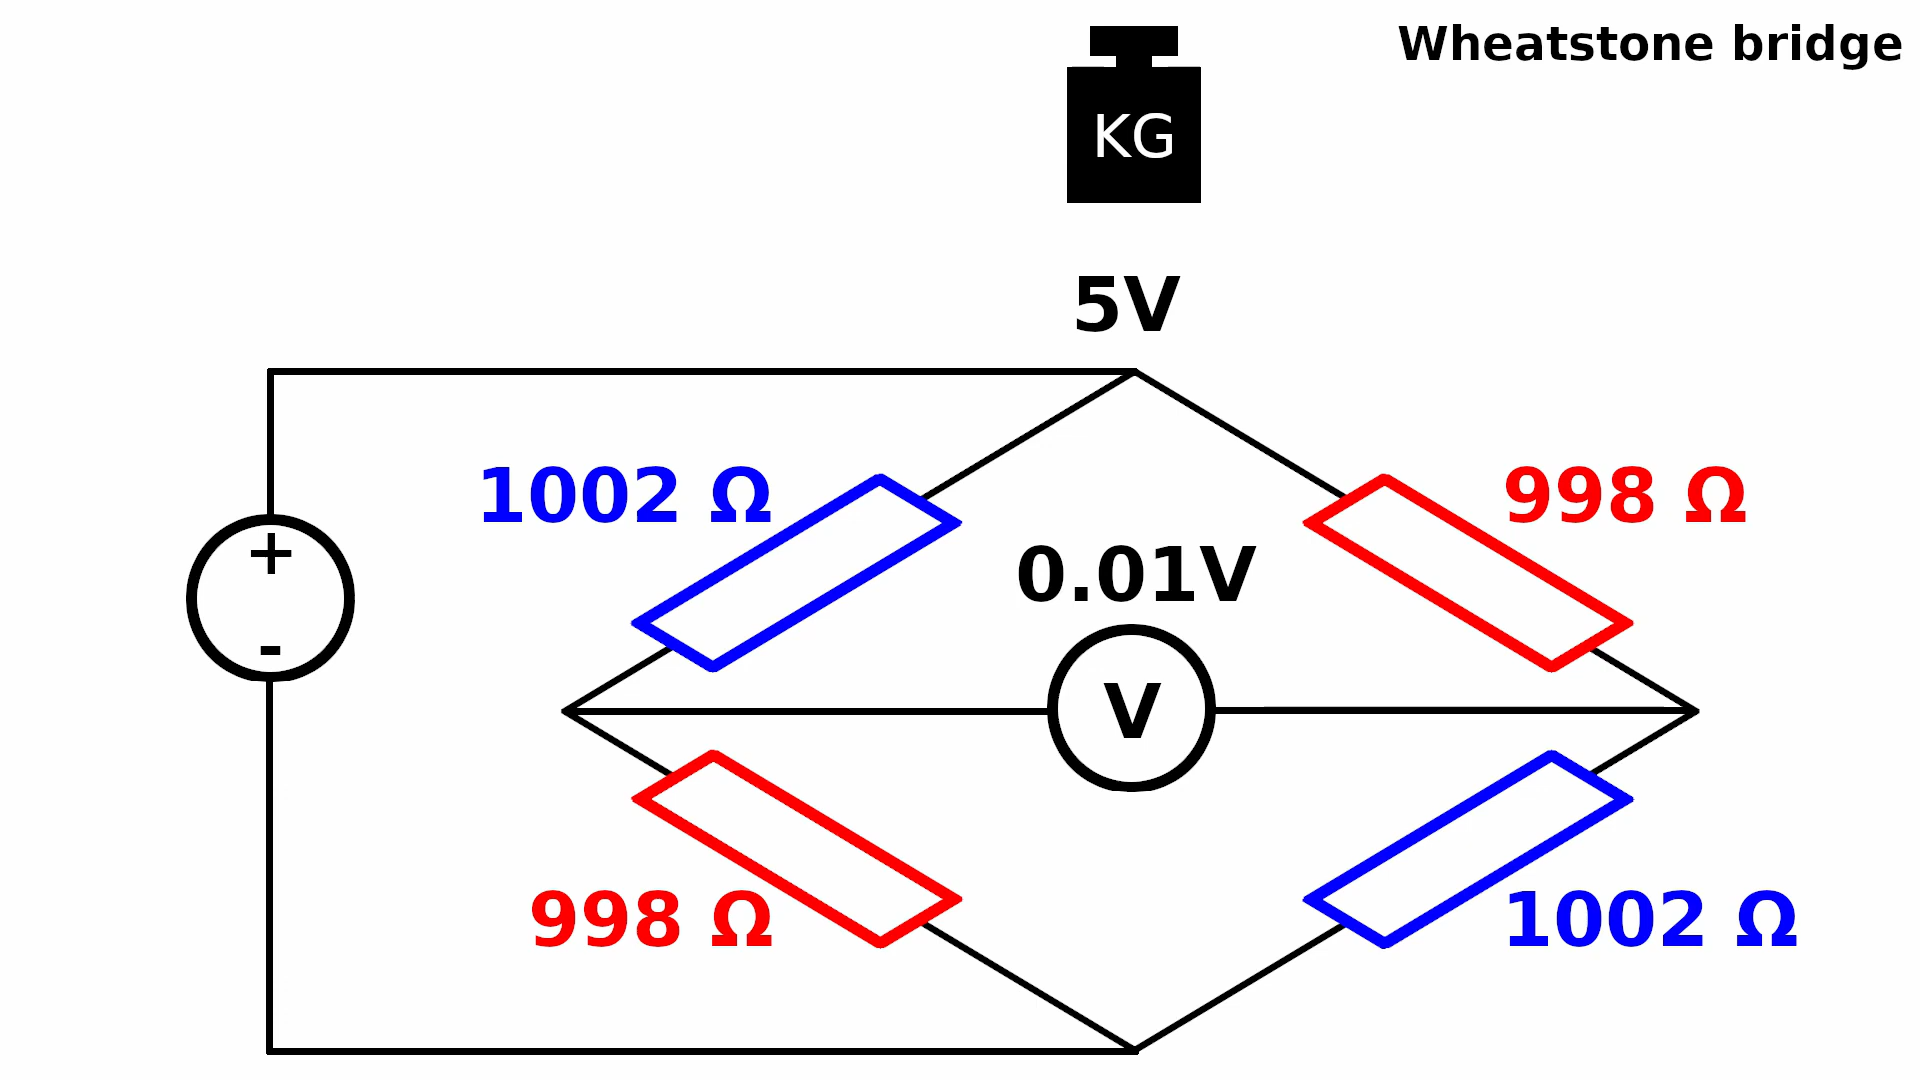 Wheatstone bridge
KG
5V
1002 Ω
998 Ω
0.01V
+
-
V
998 Ω
1002 Ω